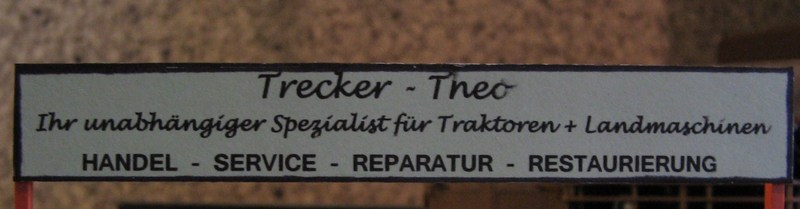 Trecker - Theo
Ihr unabhängiger Spezialist für Traktoren + Landmaschinen
HANDEL - SERVICE - REPARATUR - RESTAURIERUNG